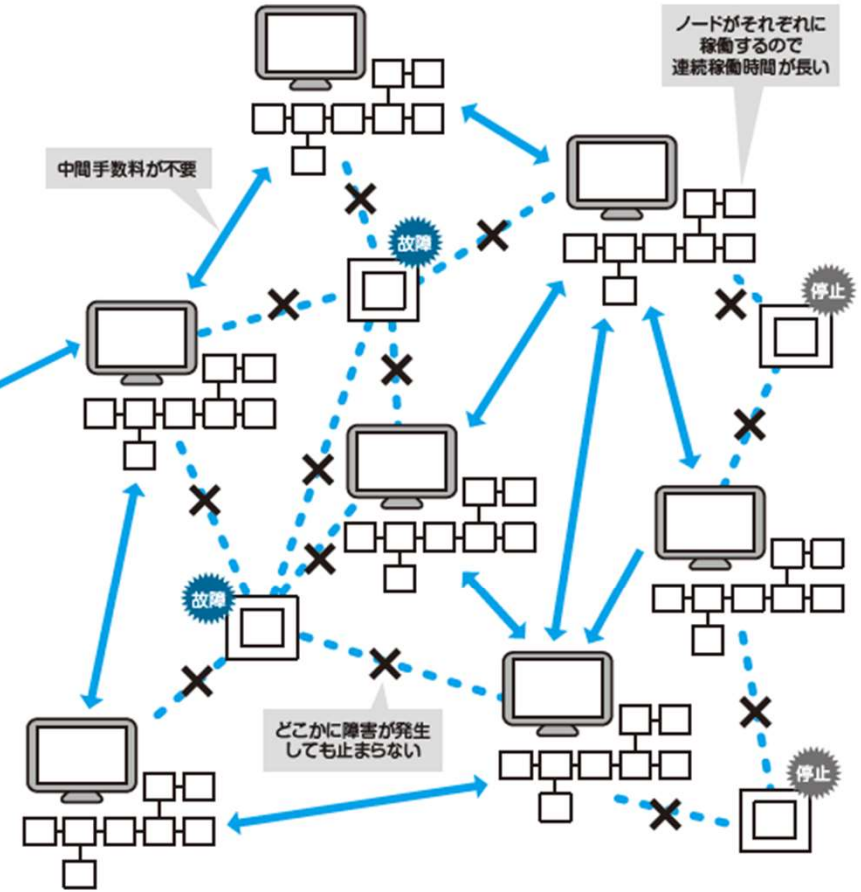 ノードがそれぞれに
稼働するので
連続稼働時間が長い
中間手数料が不要
故障
停止
故障
どこかに障害が発生
しても止まらない
停止